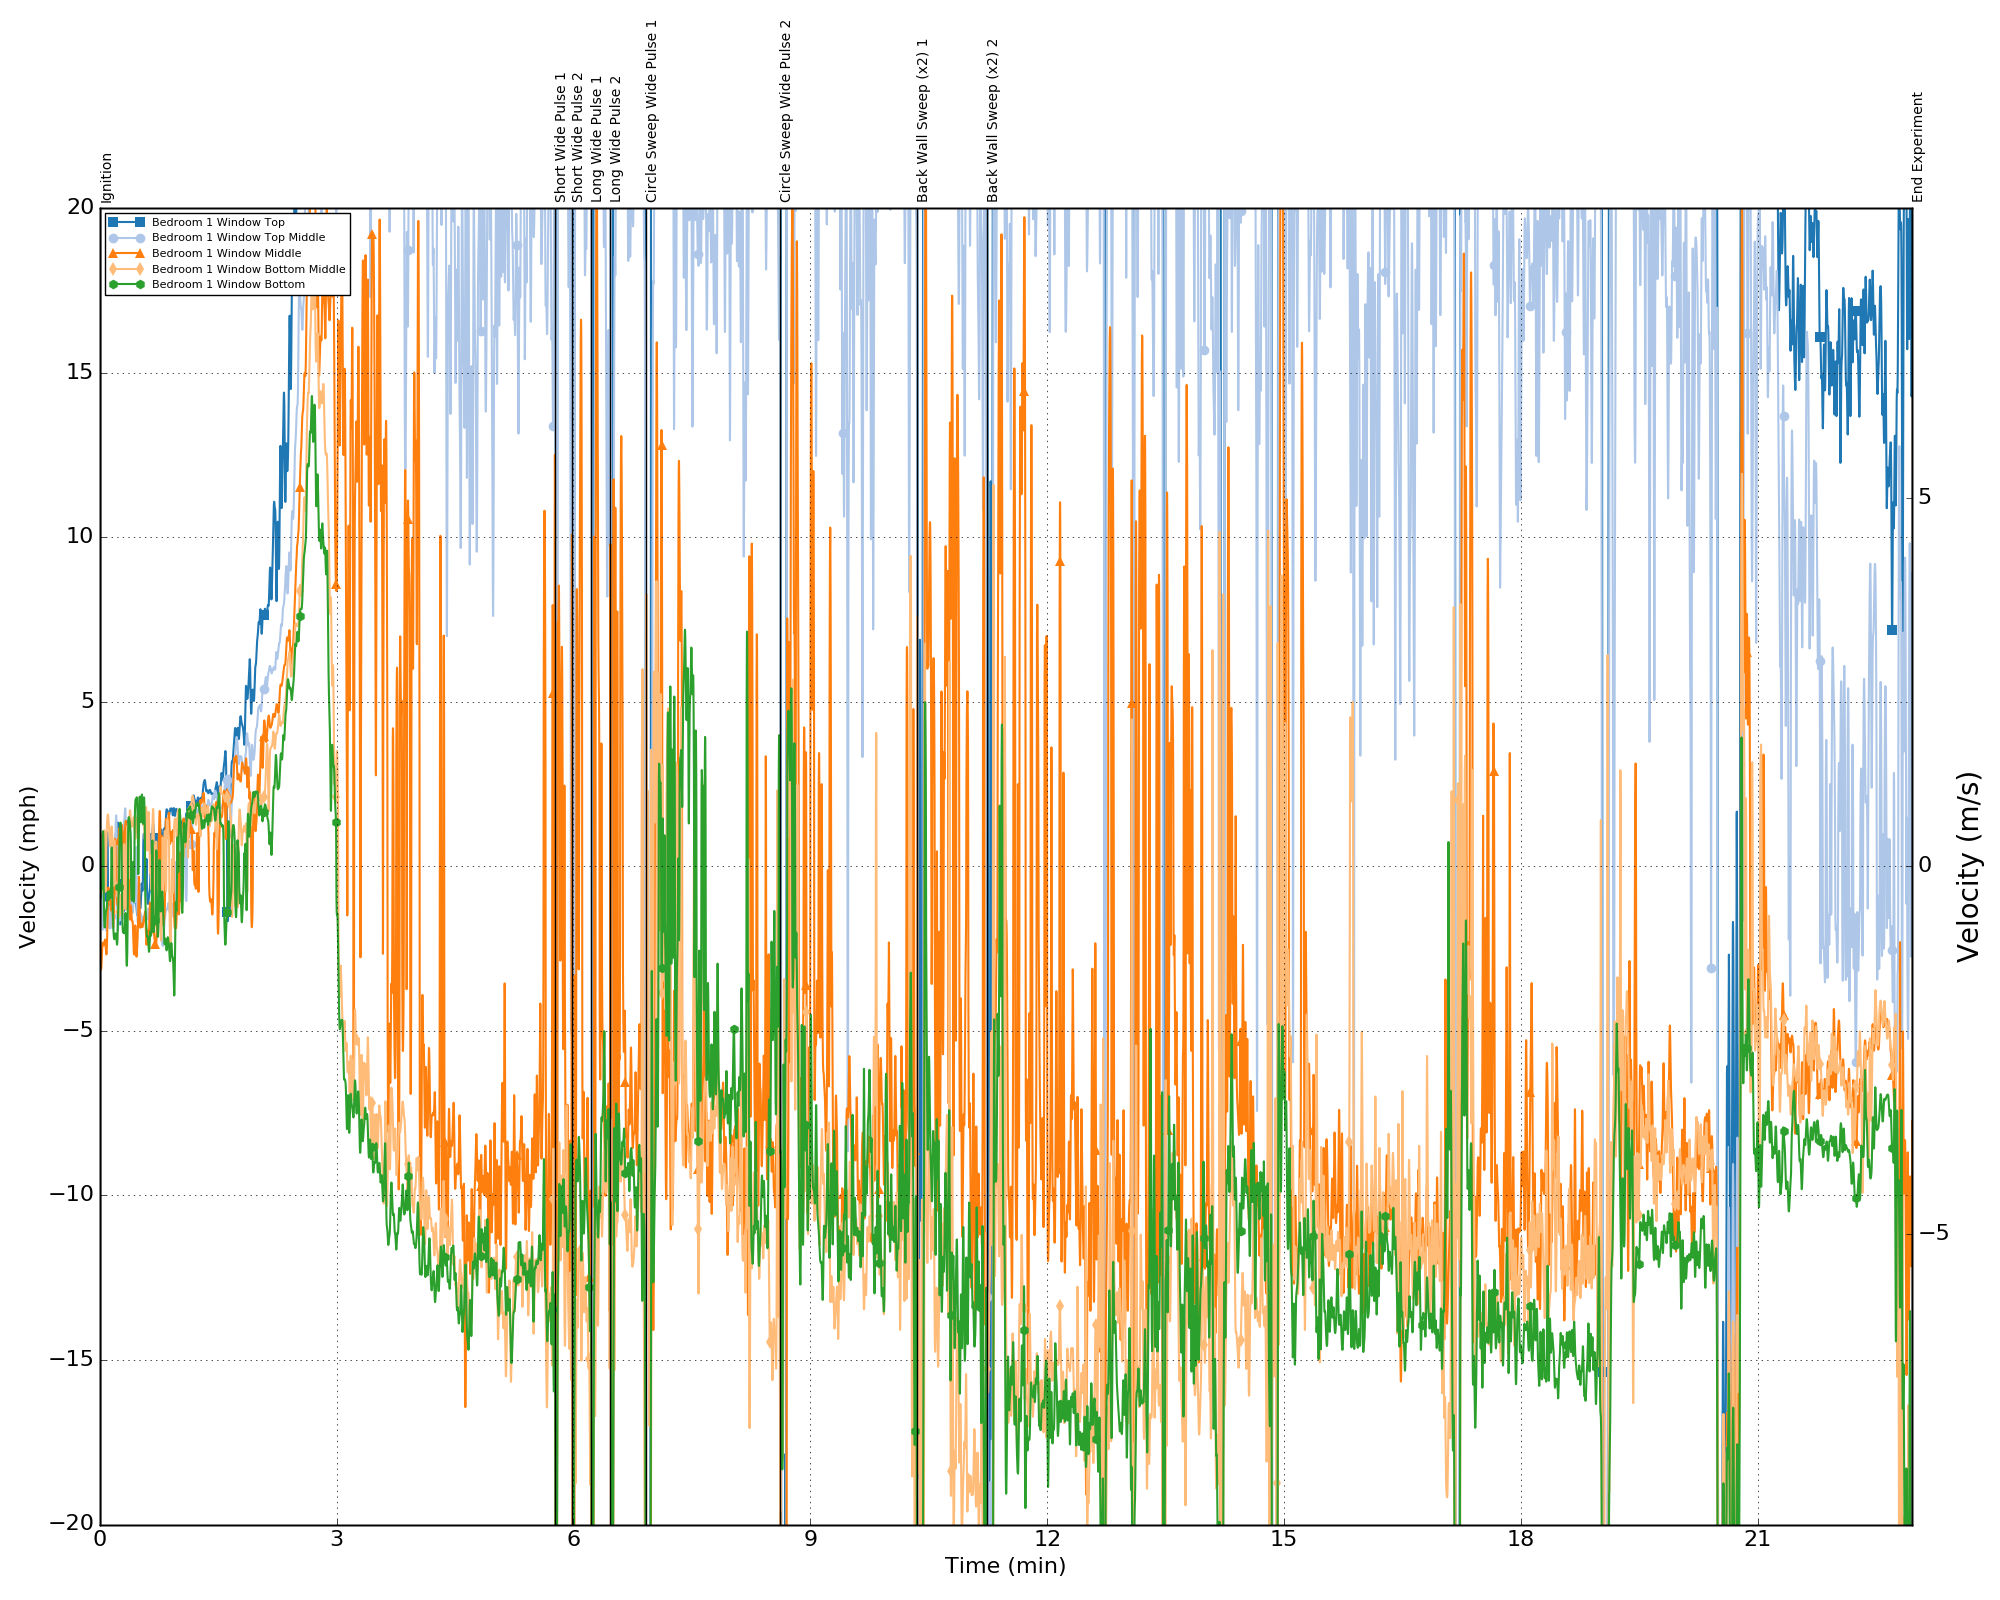 Ignition
Short Wide Pulse 1
Short Wide Pulse 2
Long Wide Pulse 1
Long Wide Pulse 2
Circle Sweep Wide Pulse 1
Circle Sweep Wide Pulse 2
Back Wall Sweep (x2) 1
Back Wall Sweep (x2) 2
End Experiment
Bedroom 1 Window Top
Bedroom 1 Window Top Middle
Bedroom 1 Window Middle
Bedroom 1 Window Bottom Middle
Bedroom 1 Window Bottom
20
15
10
5
0
−5
−10
−15
−20
Velocity (mph)
5
0
−5
Velocity (m/s)
0 3 6 9 12 15 18 21
Time (min)